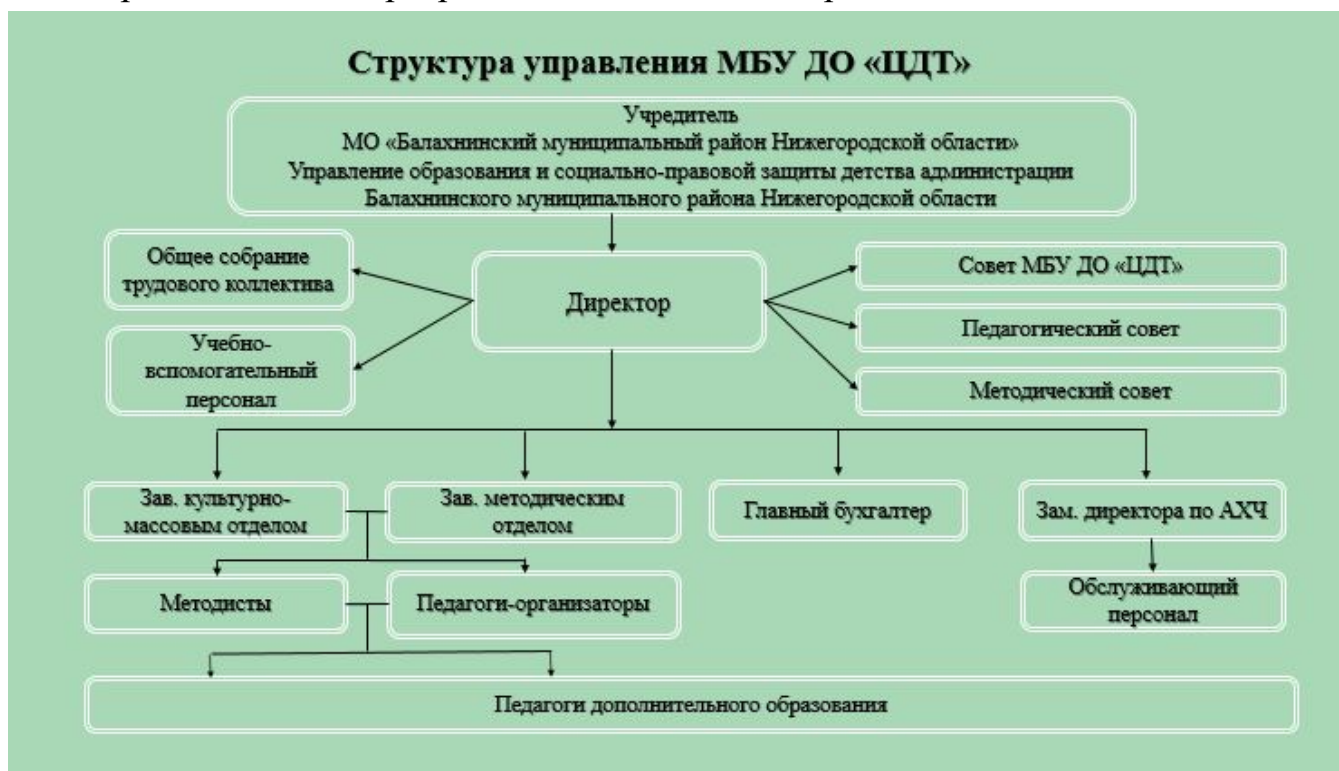 Структура управления МБУ ДО «ЦДТ»
Учредитель
МО «Балахнинский муниципальный район Нижегородской области»
Управление образования и социально-правовой защиты детства администрации
Балахнинского муниципального района Нижегородской области
Общее собрание
трудового коллектива
Директор
Совет МБУ ДО «ЦДТ»
Педагогический совет
Учебно-
вспомогательный
персонал
Методический совет
Зав. культурно-
массовым отделом
Зав. методическим
отделом
Главный бухгалтер
Зам. директора по АХЧ
Методисты
Педагоги-организаторы
Обслуживающий
персонал
Педагоги дополнительного образования